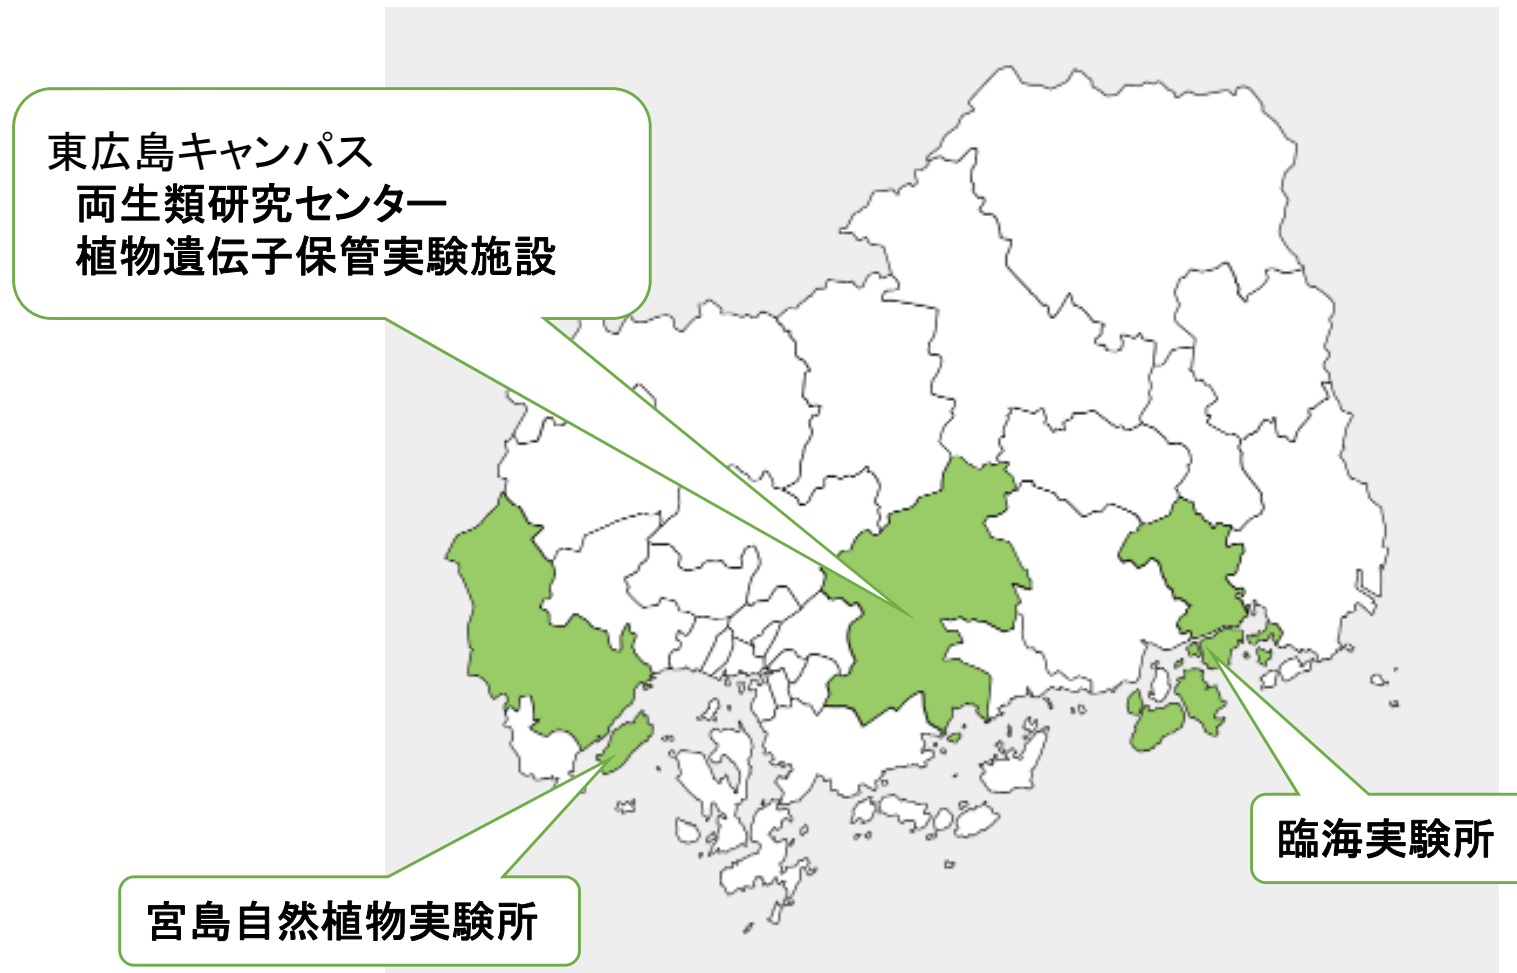 東広島キャンパス
両生類研究センター
植物遺伝子保管実験施設
臨海実験所
宮島自然植物実験所